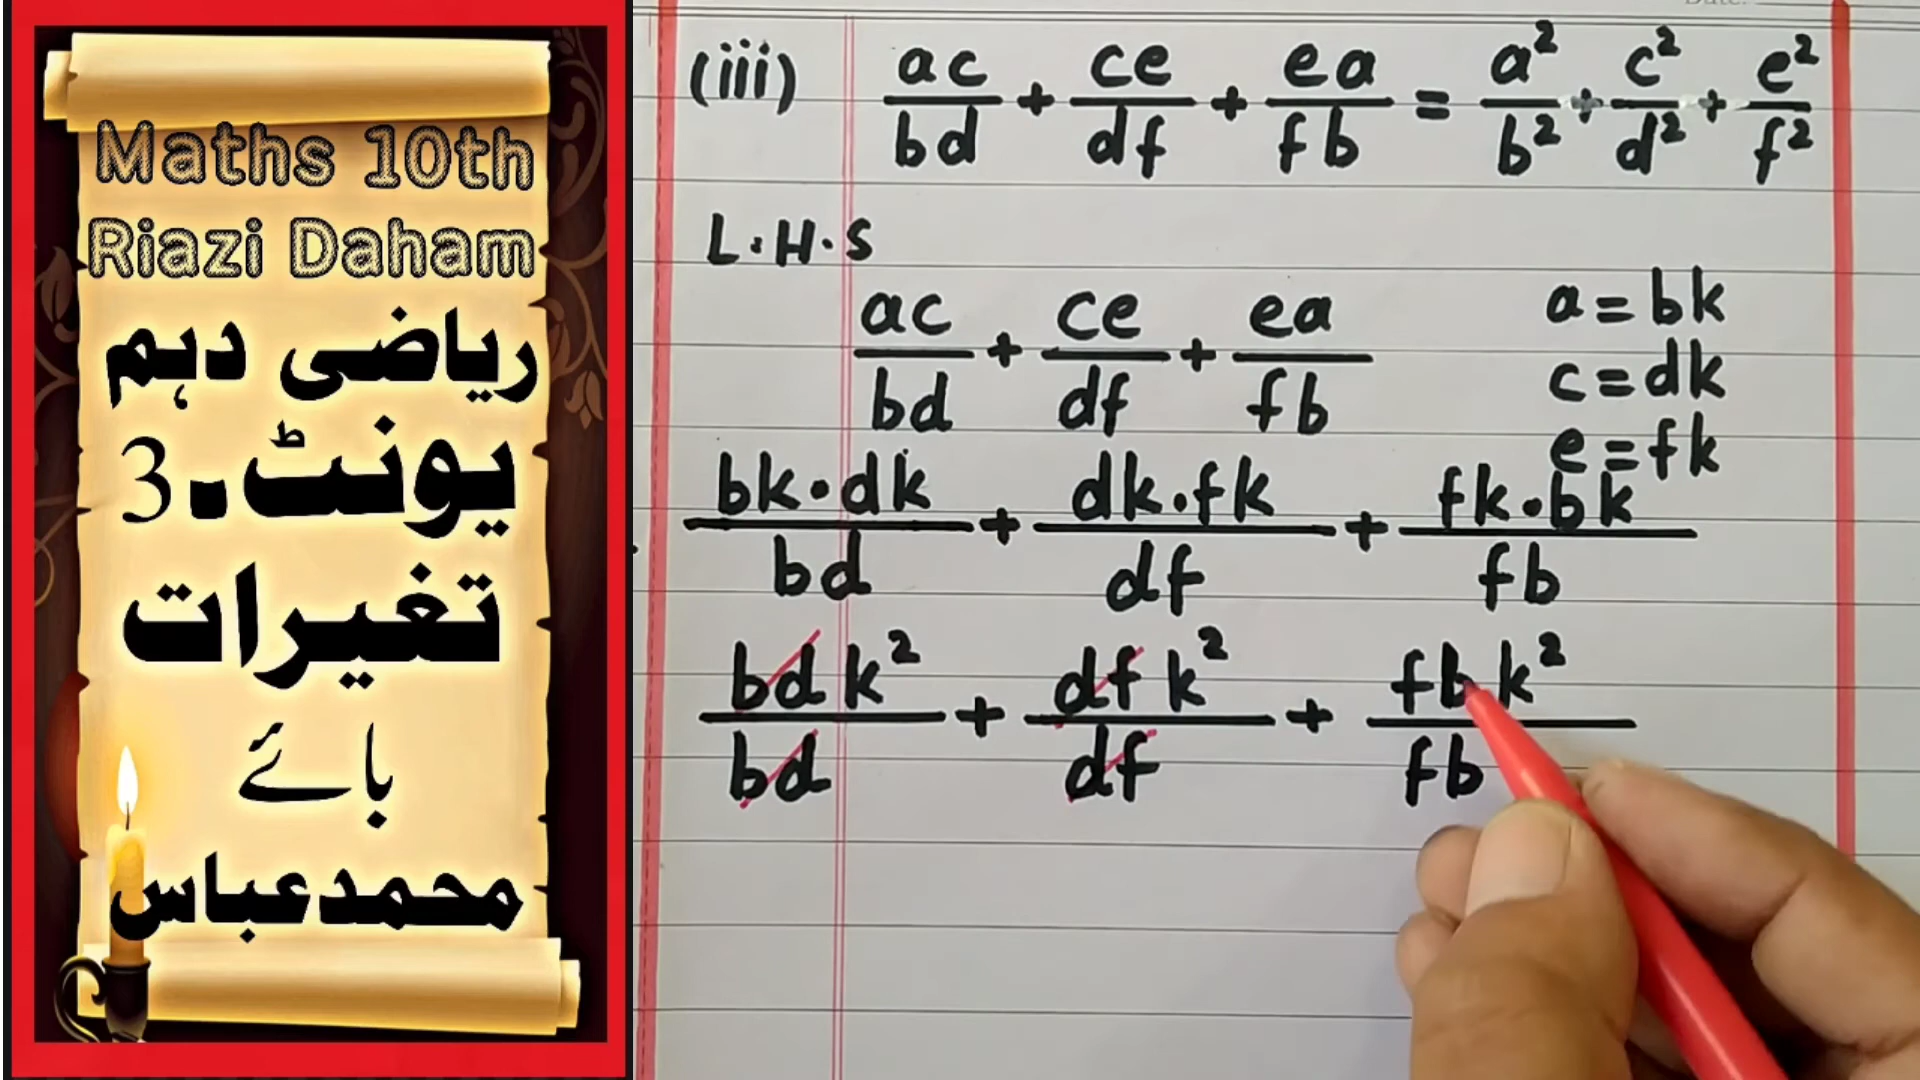 Maths 10th
Riazi Daham
ریاضی دہم
یونٹ۔3
تغیرات
بائے
محمدعباس
(iii) ac/bd + ce/df + ea/fb = a²/b² + c²/d² + e²/f²
L.H.S
ac/bd + ce/df + ea/fb
a = bk
c = dk
e = fk
bk·dk/bd + dk·fk/df + fk·bk/fb
bdk²/bd + dfk²/df + fbk²/fb